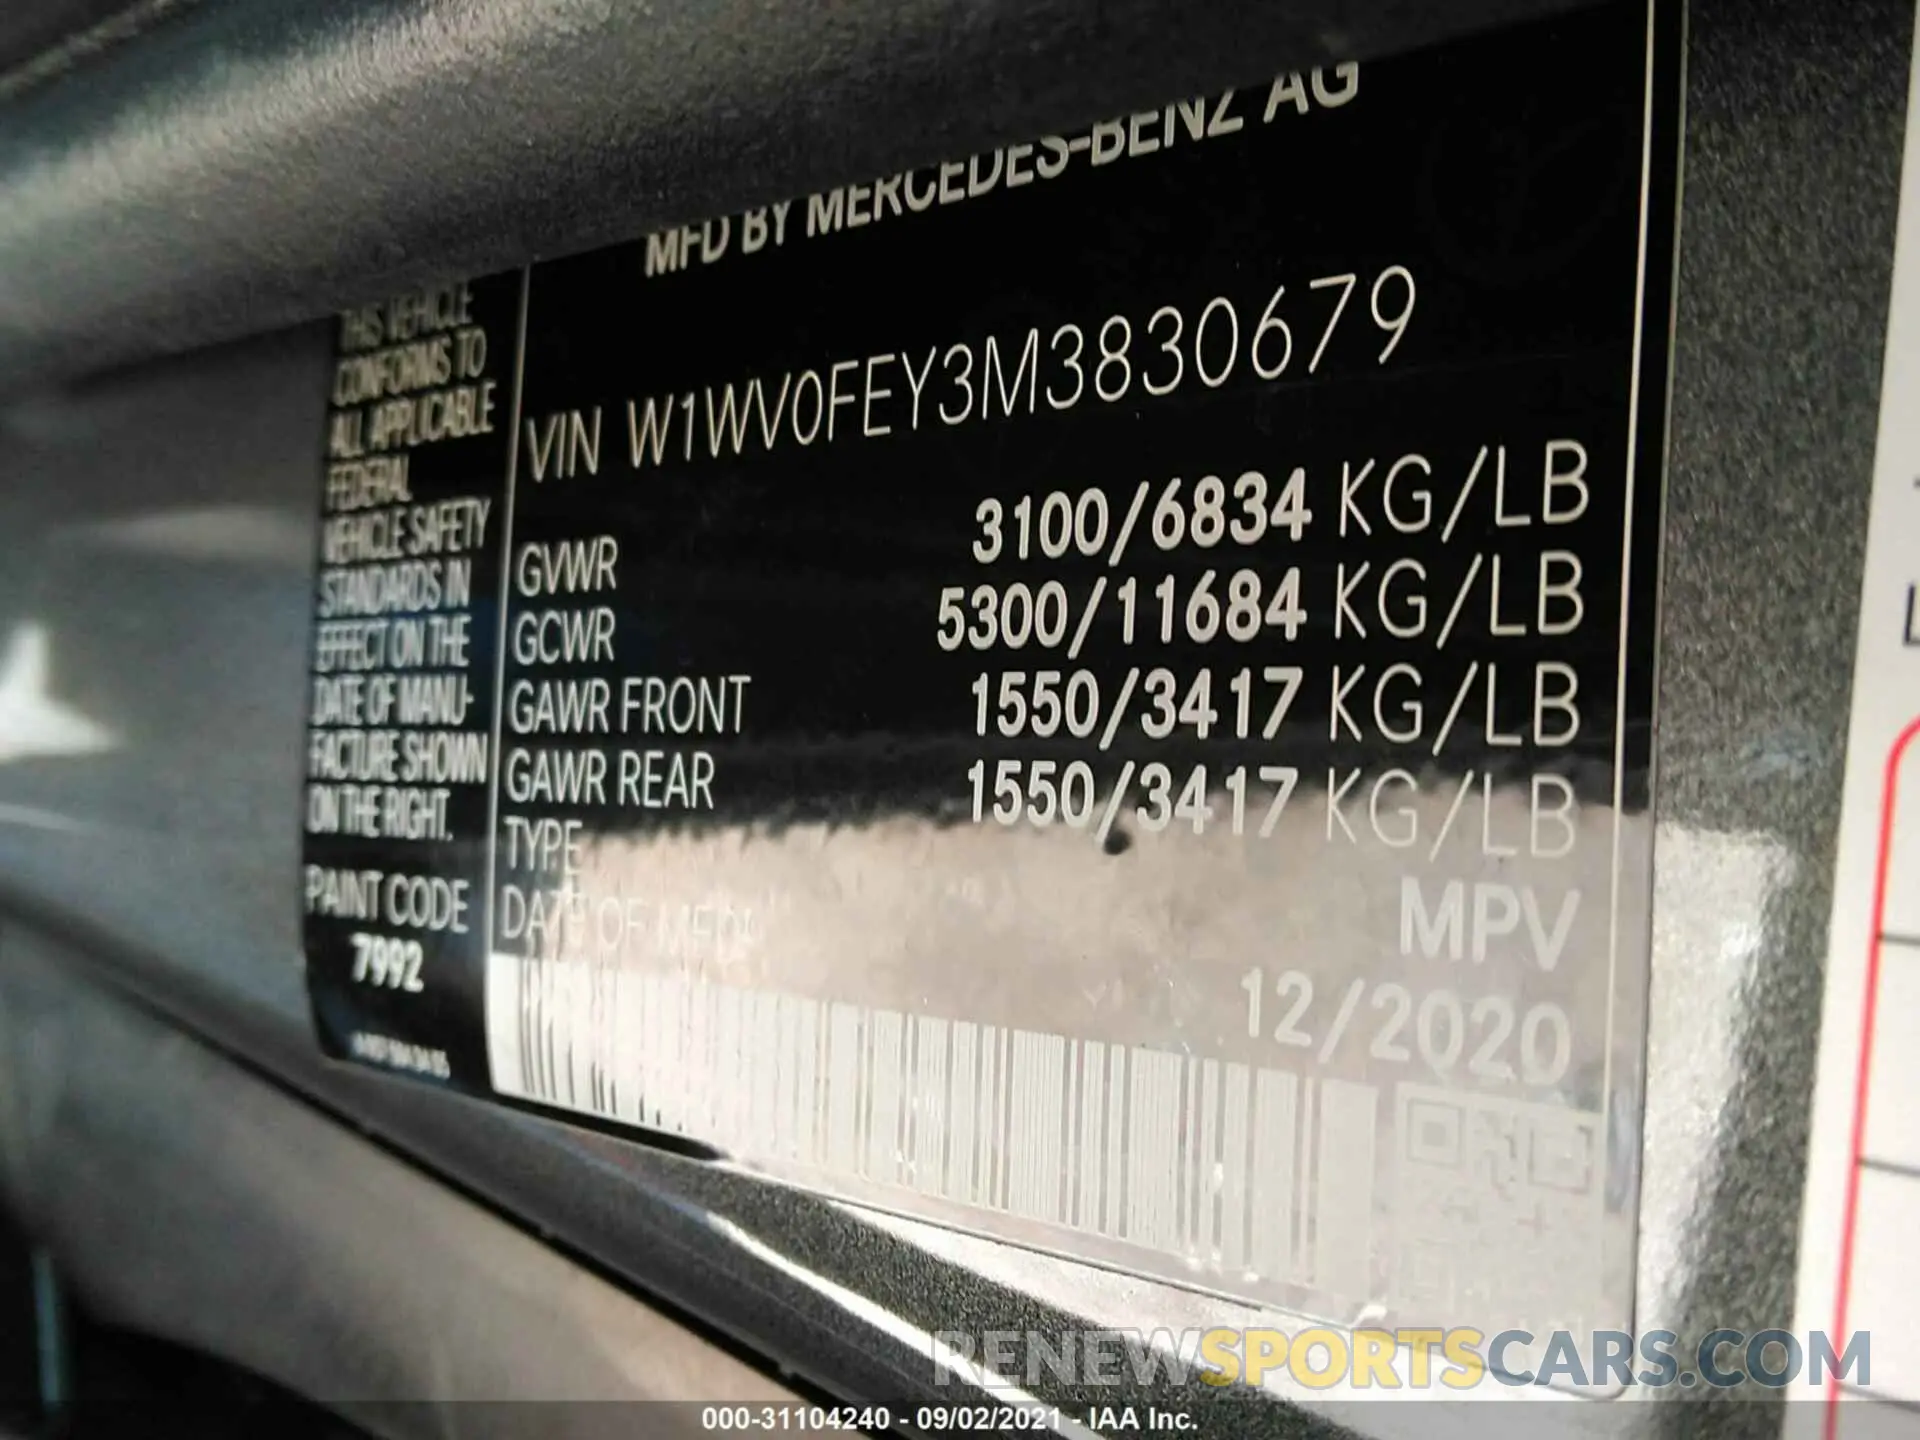 MFD BY MERCEDES-BENZ AG
THIS VEHICLE
CONFORMS TO
ALL APPLICABLE
FEDERAL
VEHICLE SAFETY
STANDARDS IN
EFFECT ON THE
DATE OF MANU-
FACTURE SHOWN
ON THE RIGHT.
PAINT CODE
7992
VIN W1WV0FEY3M3830679
GVWR 3100/6834 KG/LB
GCWR 5300/11684 KG/LB
GAWR FRONT 1550/3417 KG/LB
GAWR REAR 1550/3417 KG/LB
TYPE MPV
DATE OF MFD 12/2020
RENEWSPORTSCARS.COM
000-31104240 - 09/02/2021 - IAA Inc.